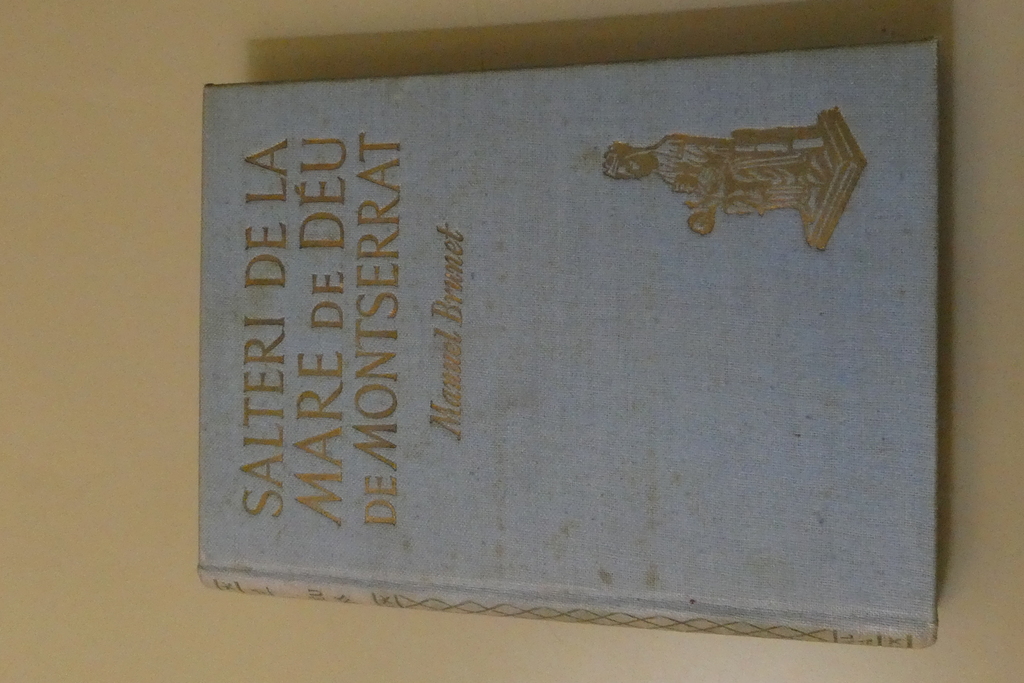 SALTERI DE LA
MARE DE DÉU
DE MONTSERRAT
Manuel Brunet